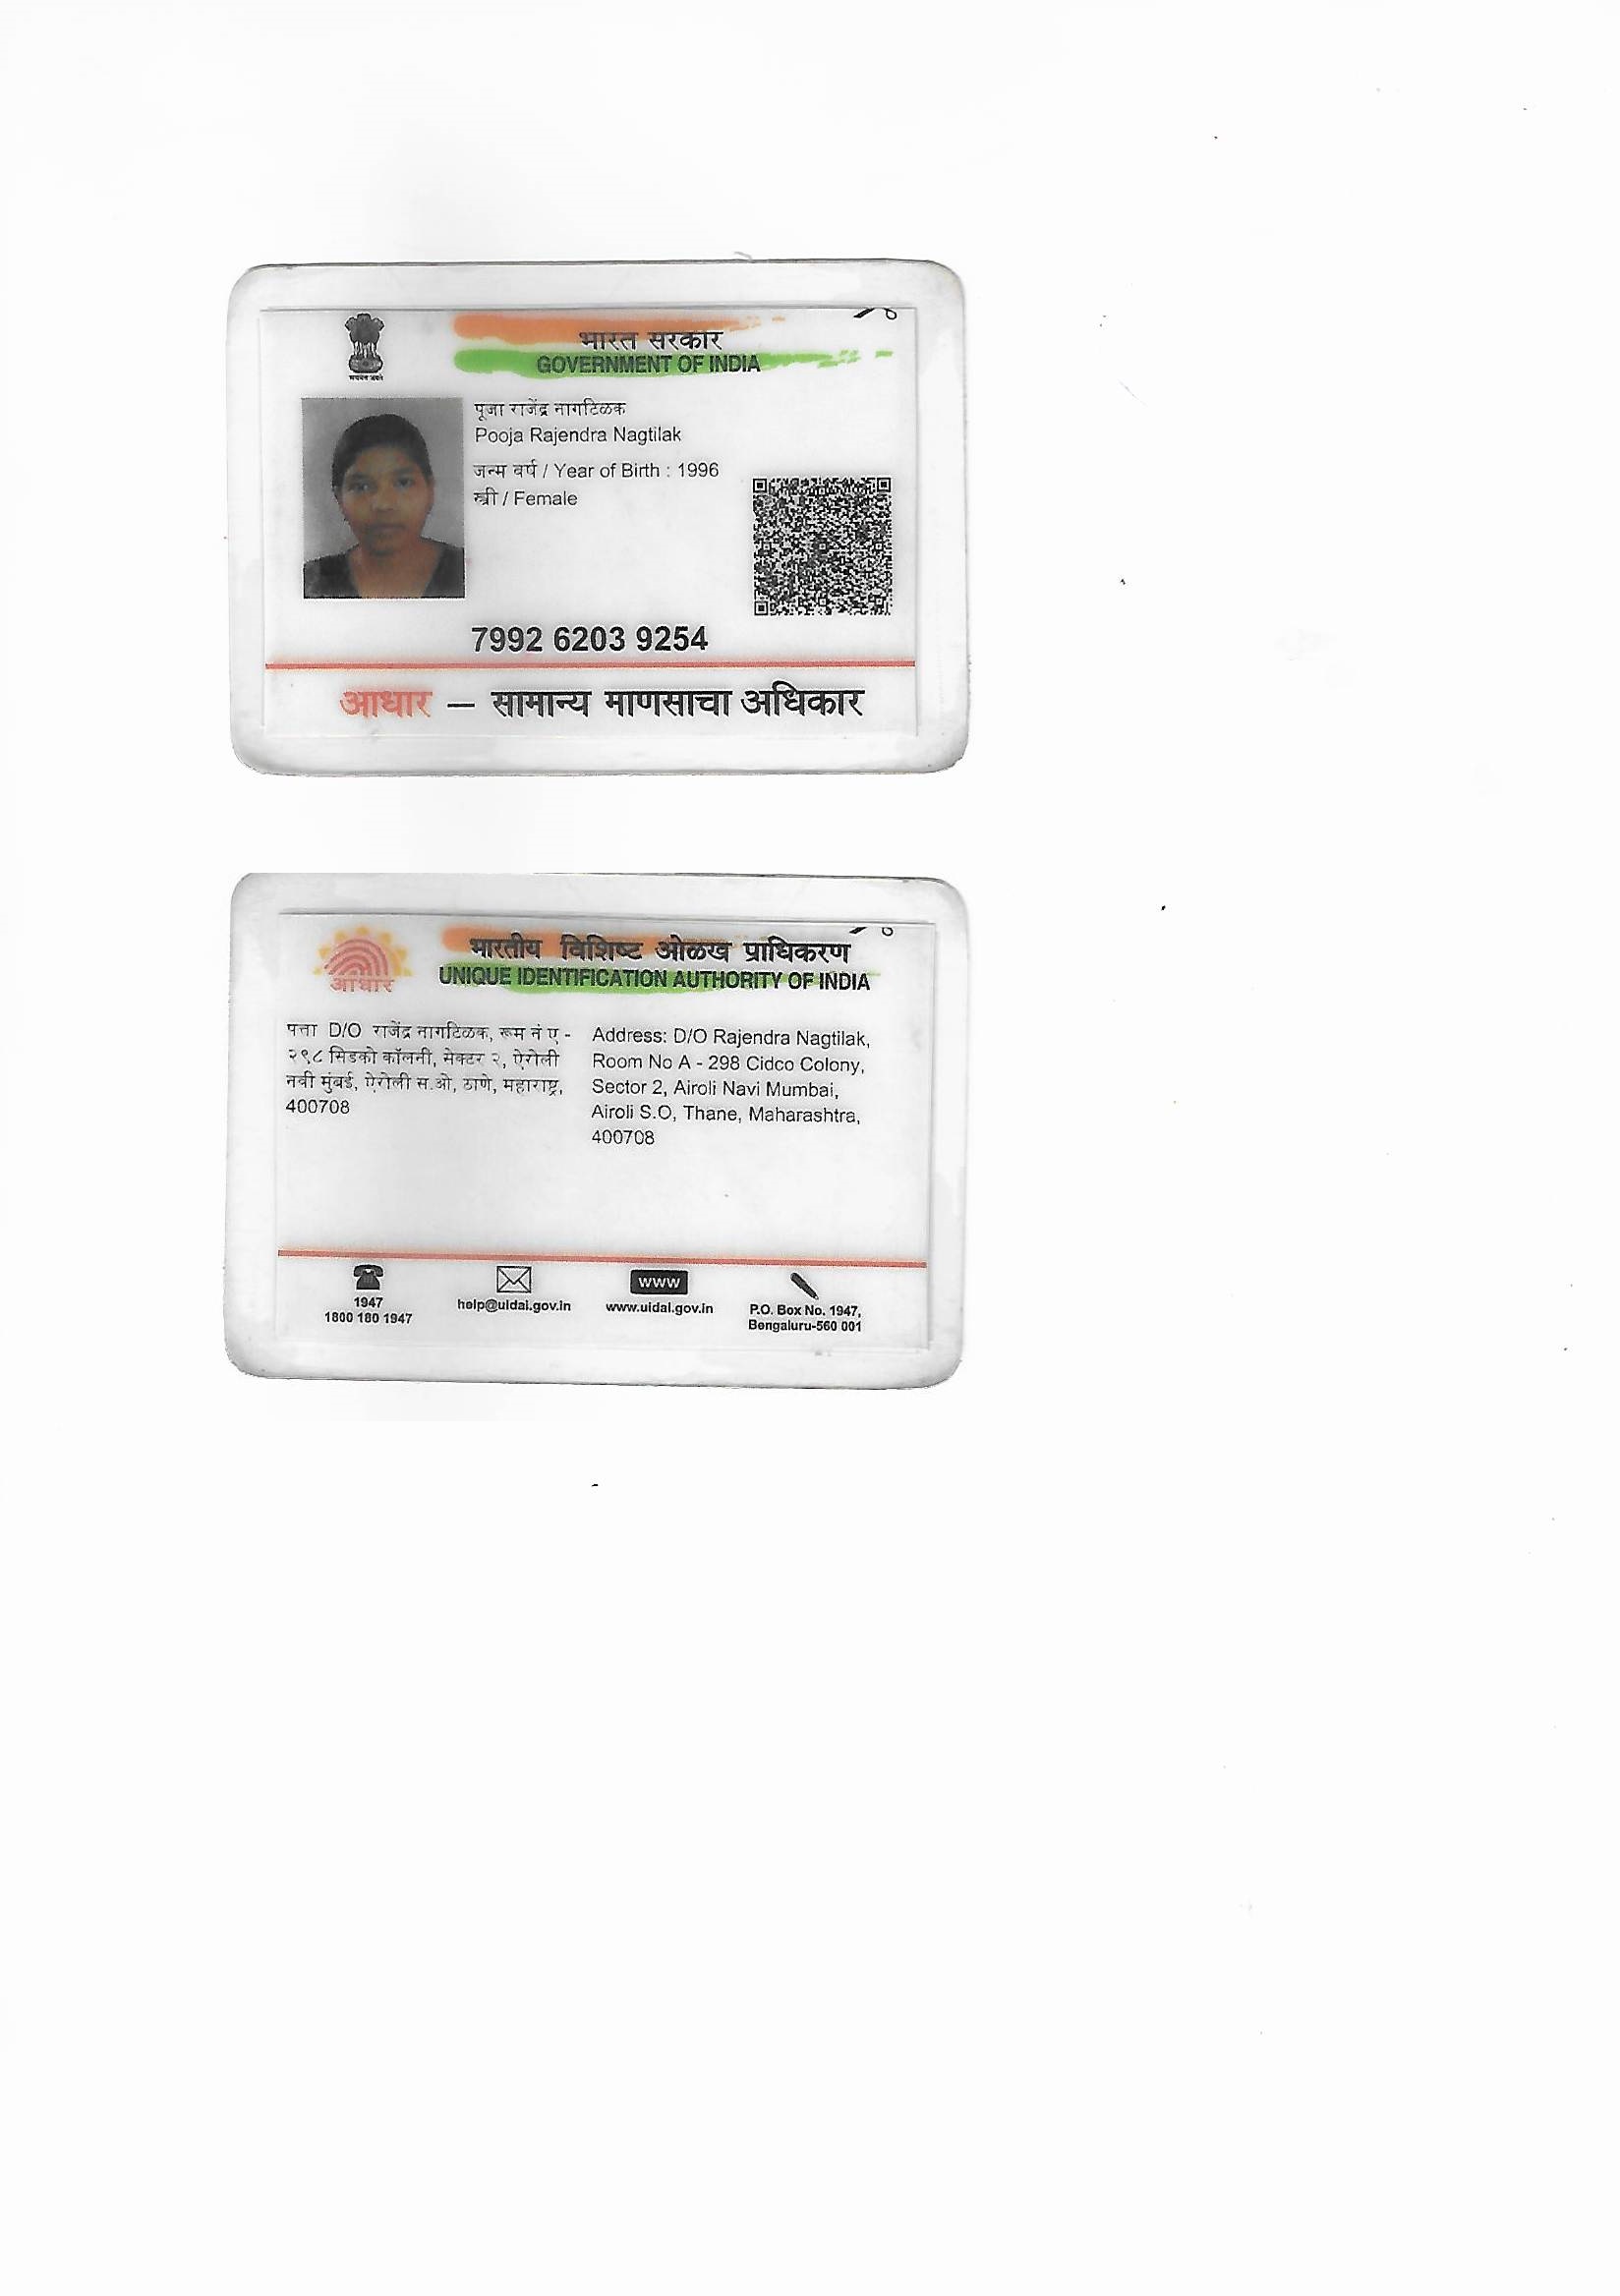 भारत सरकार
GOVERNMENT OF INDIA
पूजा राजेंद्र नागटिळक
Pooja Rajendra Nagtilak
जन्म वर्ष / Year of Birth : 1996
स्त्री / Female
7992 6203 9254
आधार — सामान्य माणसाचा अधिकार
भारतीय विशिष्ट ओळख प्राधिकरण
UNIQUE IDENTIFICATION AUTHORITY OF INDIA
आधार
पत्ता D/O राजेंद्र नागटिळक, रूम नं ए -
२९८ सिडको कॉलनी, सेक्टर २, ऐरोली
नवी मुंबई, ऐरोली स.ओ, ठाणे, महाराष्ट्र,
400708
Address: D/O Rajendra Nagtilak,
Room No A - 298 Cidco Colony,
Sector 2, Airoli Navi Mumbai,
Airoli S.O, Thane, Maharashtra,
400708
1947
1800 180 1947
help@uidai.gov.in
www
www.uidai.gov.in
P.O. Box No. 1947,
Bengaluru-560 001